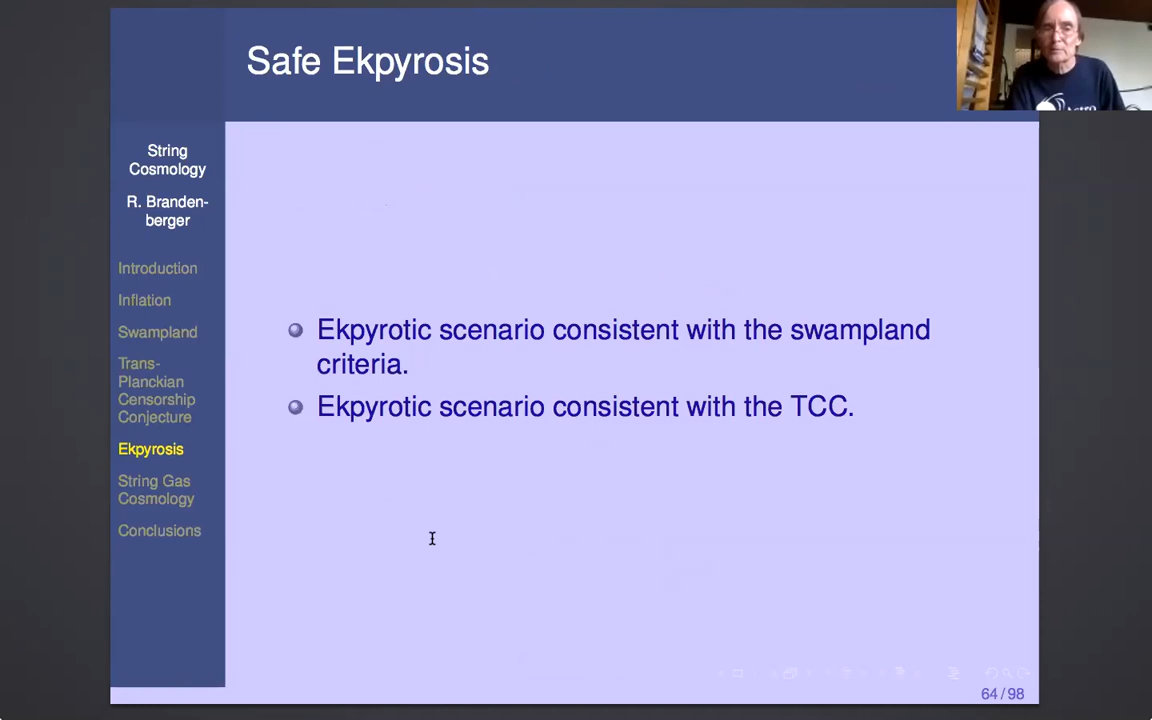 Safe Ekpyrosis
String
Cosmology
R. Branden-
berger
Introduction
Inflation
Swampland
Trans-
Planckian
Censorship
Conjecture
Ekpyrosis
String Gas
Cosmology
Conclusions
Ekpyrotic scenario consistent with the swampland
criteria.
Ekpyrotic scenario consistent with the TCC.
64 / 98